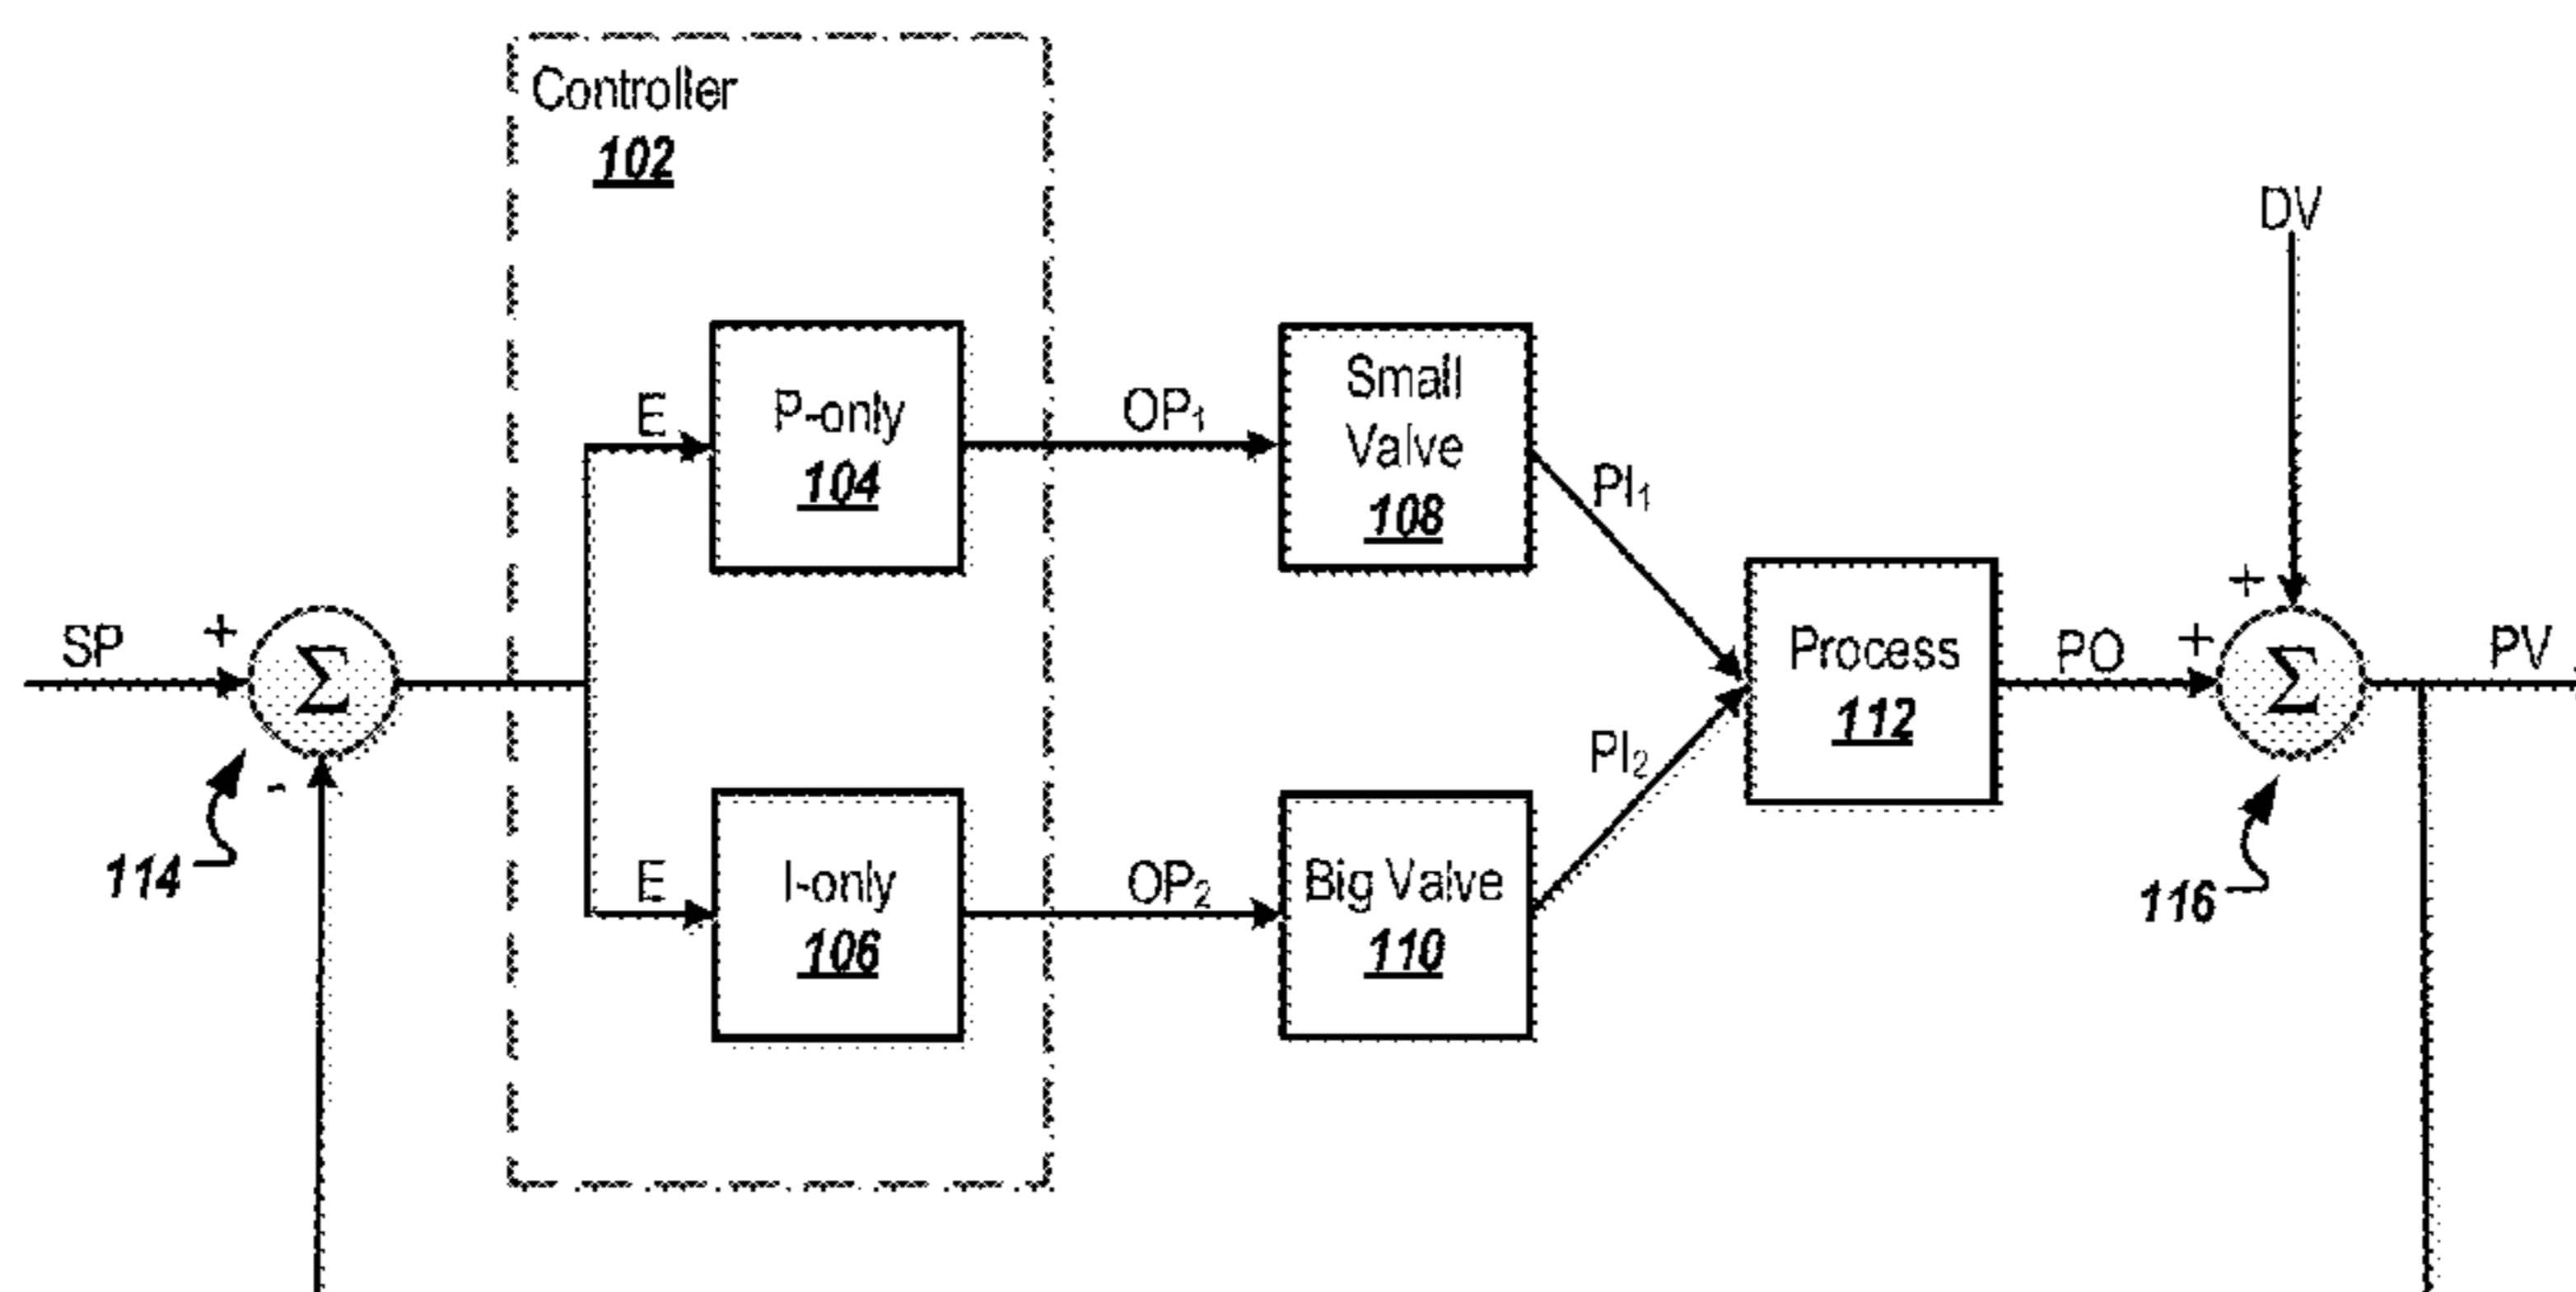 Controller
102
DV
E
P-only
104
OP₁
Small
Valve
108
PI₁
SP
+
Σ
-
114
Process
112
PO
+
+
Σ
PV
116
E
I-only
106
OP₂
Big Valve
110
PI₂